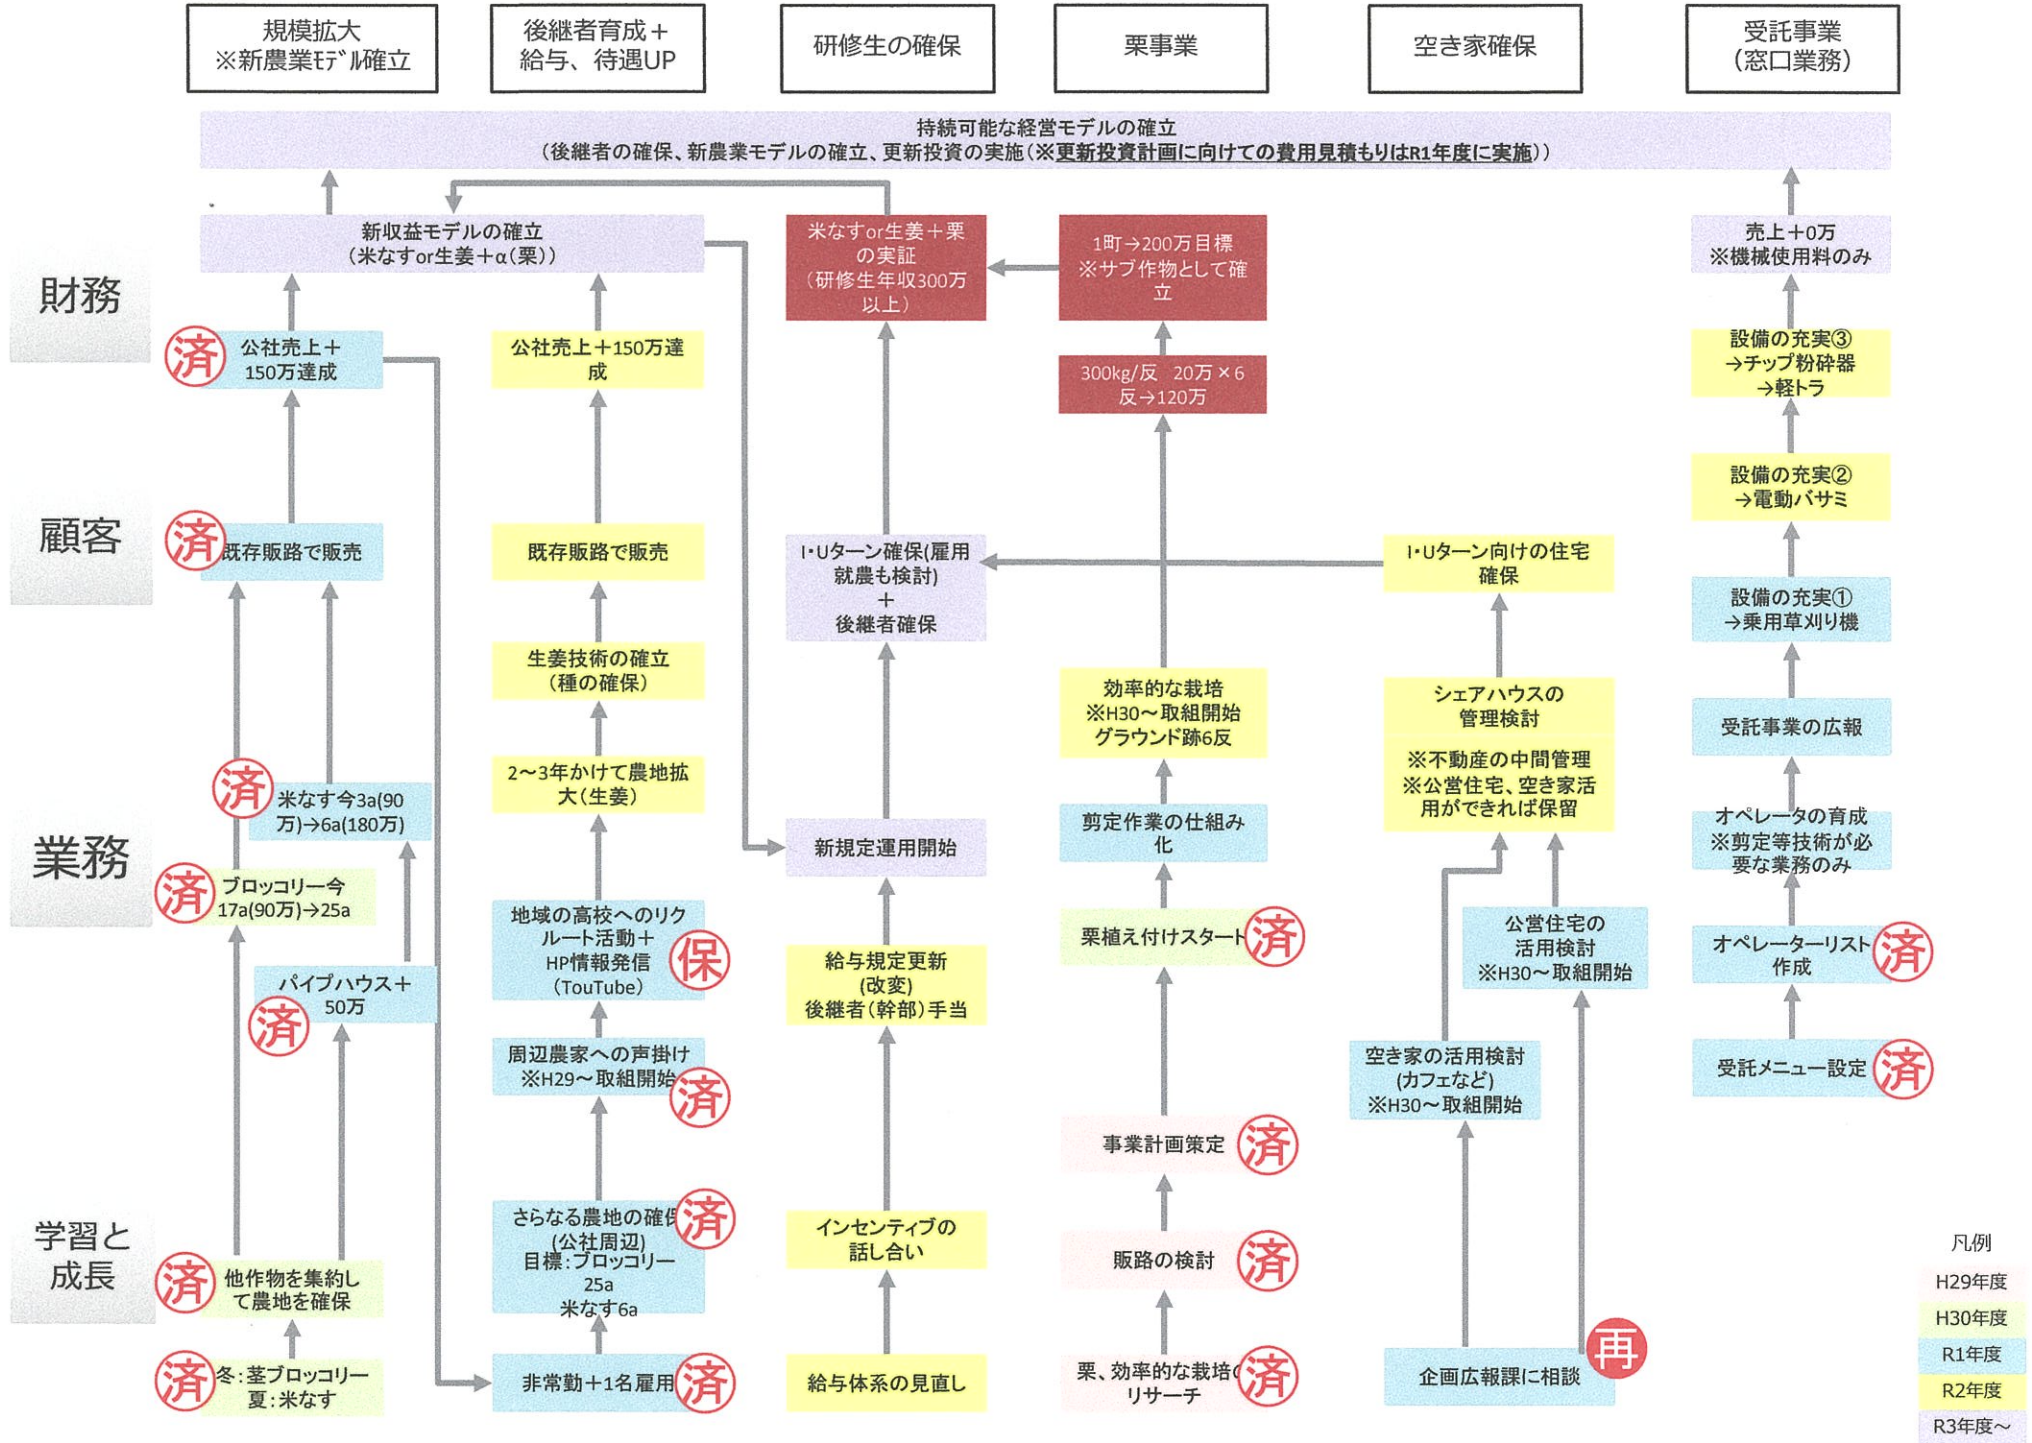 規模拡大
※新農業ﾓﾃﾞﾙ確立
後継者育成＋
給与、待遇UP
研修生の確保
栗事業
空き家確保
受託事業
（窓口業務）
持続可能な経営モデルの確立
（後継者の確保、新農業モデルの確立、更新投資の実施（※更新投資計画に向けての費用見積もりはR1年度に実施））
財務
顧客
業務
学習と
成長
新収益モデルの確立
（米なすor生姜＋α（栗））
済
公社売上＋
150万達成
済
既存販路で販売
済
米なす今3a(90
万)→6a(180万)
済
ブロッコリー今
17a(90万)→25a
パイプハウス＋
50万
済
済
他作物を集約し
て農地を確保
済
冬：茎ブロッコリー
夏：米なす
公社売上＋150万達
成
既存販路で販売
生姜技術の確立
（種の確保）
2～3年かけて農地拡
大（生姜）
地域の高校へのリク
ルート活動＋
HP情報発信
（TouTube）
保
周辺農家への声掛け
※H29～取組開始
済
さらなる農地の確保
(公社周辺)
目標：ブロッコリー
25a
米なす6a
済
非常勤＋1名雇用
済
米なすor生姜＋栗
の実証
（研修生年収300万
以上）
I・Uターン確保(雇用
就農も検討)
＋
後継者確保
新規定運用開始
給与規定更新
(改変)
後継者（幹部）手当
インセンティブの
話し合い
給与体系の見直し
1町→200万目標
※サブ作物として確
立
300kg/反　20万×6
反→120万
効率的な栽培
※H30～取組開始
グラウンド跡6反
剪定作業の仕組み
化
栗植え付けスタート
済
事業計画策定
済
販路の検討
済
栗、効率的な栽培の
リサーチ
済
I・Uターン向けの住宅
確保
シェアハウスの
管理検討
※不動産の中間管理
※公営住宅、空き家活
用ができれば保留
公営住宅の
活用検討
※H30～取組開始
空き家の活用検討
(カフェなど)
※H30～取組開始
企画広報課に相談
再
売上＋0万
※機械使用料のみ
設備の充実③
→チップ粉砕器
→軽トラ
設備の充実②
→電動バサミ
設備の充実①
→乗用草刈り機
受託事業の広報
オペレータの育成
※剪定等技術が必
要な業務のみ
オペレーターリスト
作成
済
受託メニュー設定
済
凡例
H29年度
H30年度
R1年度
R2年度
R3年度～